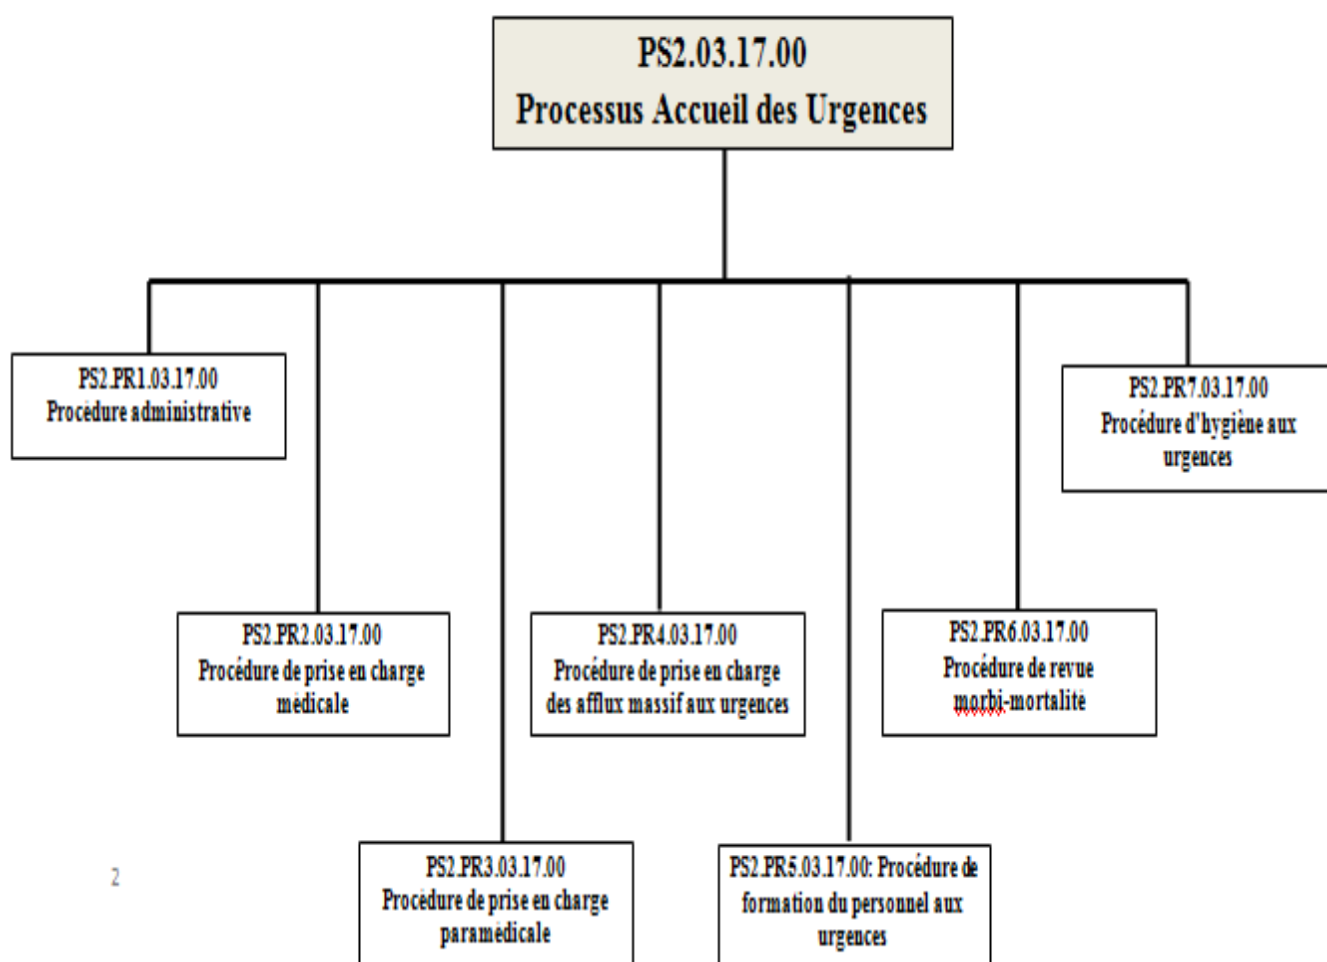 PS2.03.17.00
Processus Accueil des Urgences
PS2.PR1.03.17.00
Procédure administrative
PS2.PR7.03.17.00
Procédure d'hygiène aux
urgences
PS2.PR2.03.17.00
Procédure de prise en charge
médicale
PS2.PR4.03.17.00
Procédure de prise en charge
des afflux massif aux urgences
PS2.PR6.03.17.00
Procédure de revue
morbi-mortalité
PS2.PR3.03.17.00
Procédure de prise en charge
paramédicale
PS2.PR5.03.17.00: Procédure de
formation du personnel aux
urgences
2